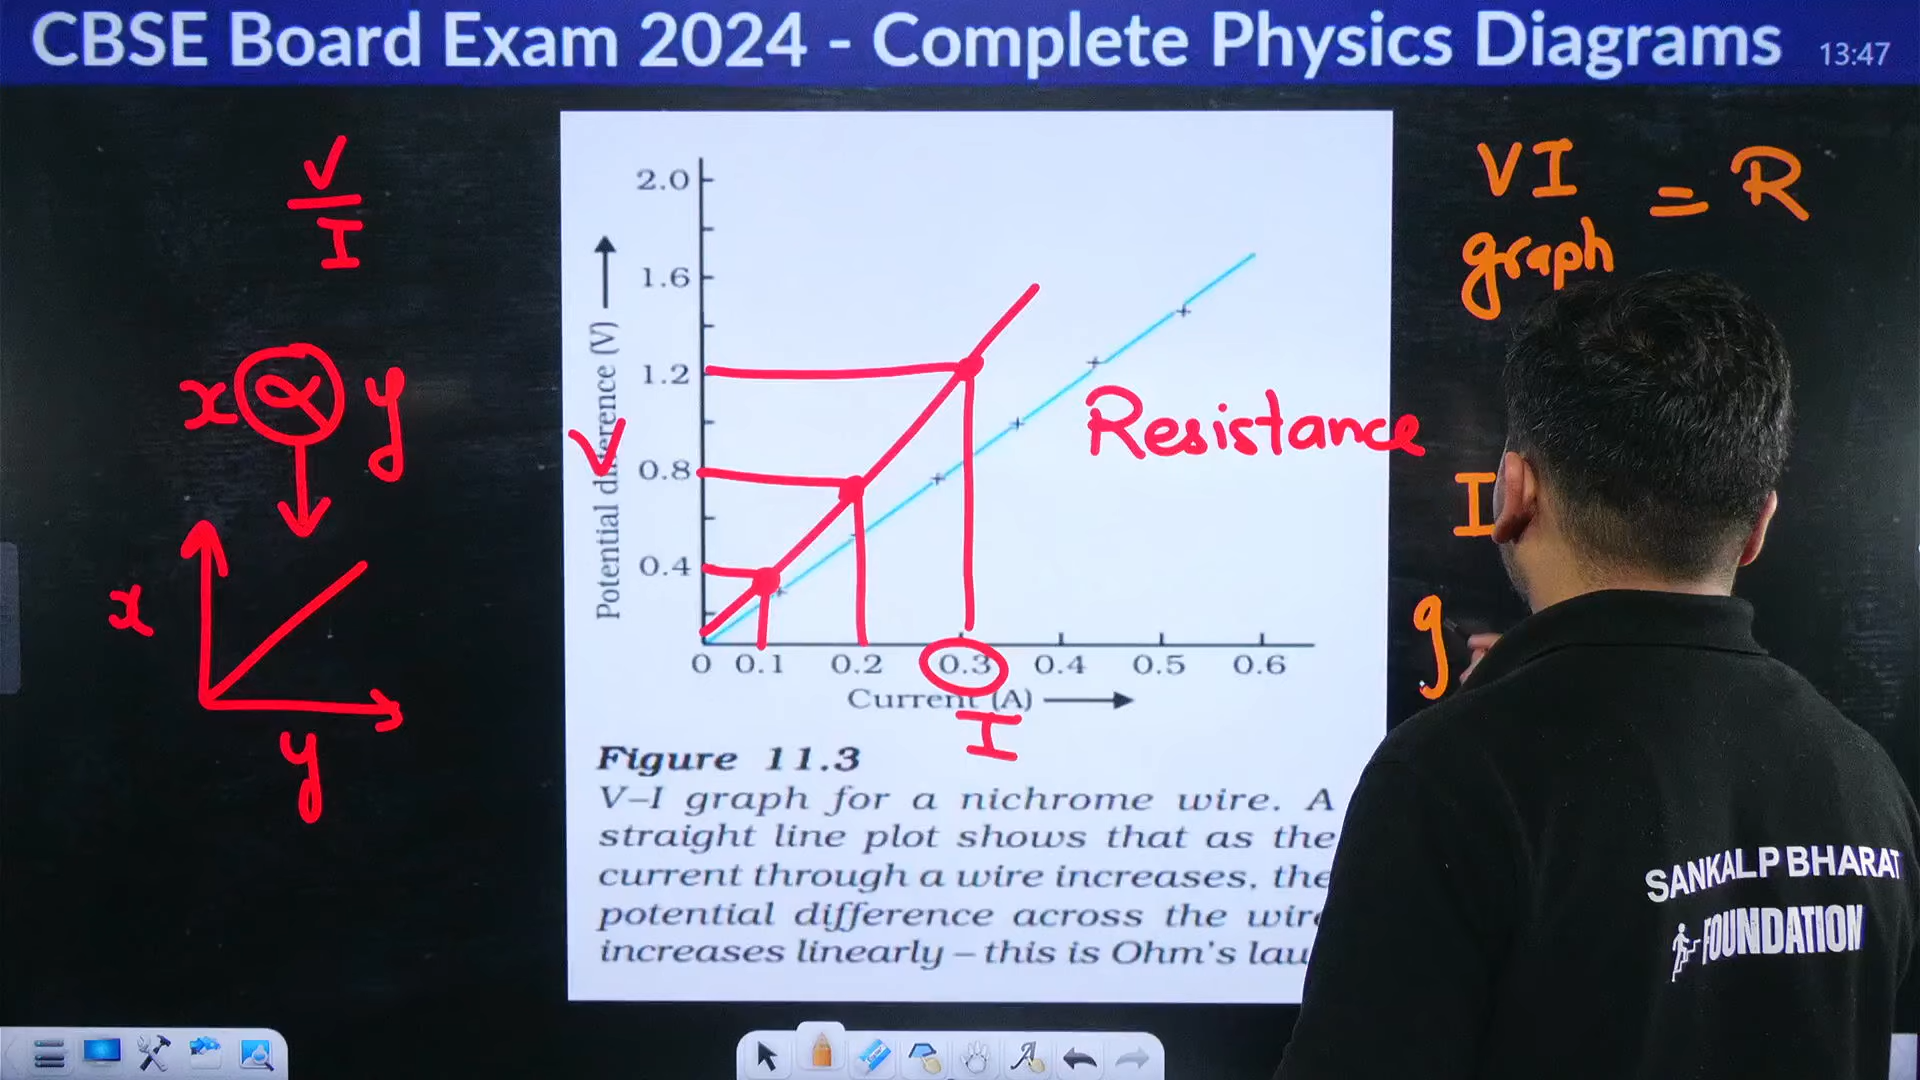 CBSE Board Exam 2024 - Complete Physics Diagrams
13:47
V
I
x α y
x
y
2.0
1.6
1.2
0.8
0.4
Potential difference (V)
V
0 0.1 0.2 0.3 0.4 0.5 0.6
Current (A)
I
Resistance
VI
graph
= R
I
g
Figure 11.3
V–I graph for a nichrome wire. A
straight line plot shows that as the
current through a wire increases, the
potential difference across the wire
increases linearly – this is Ohm's law
SANKALP BHARAT
FOUNDATION